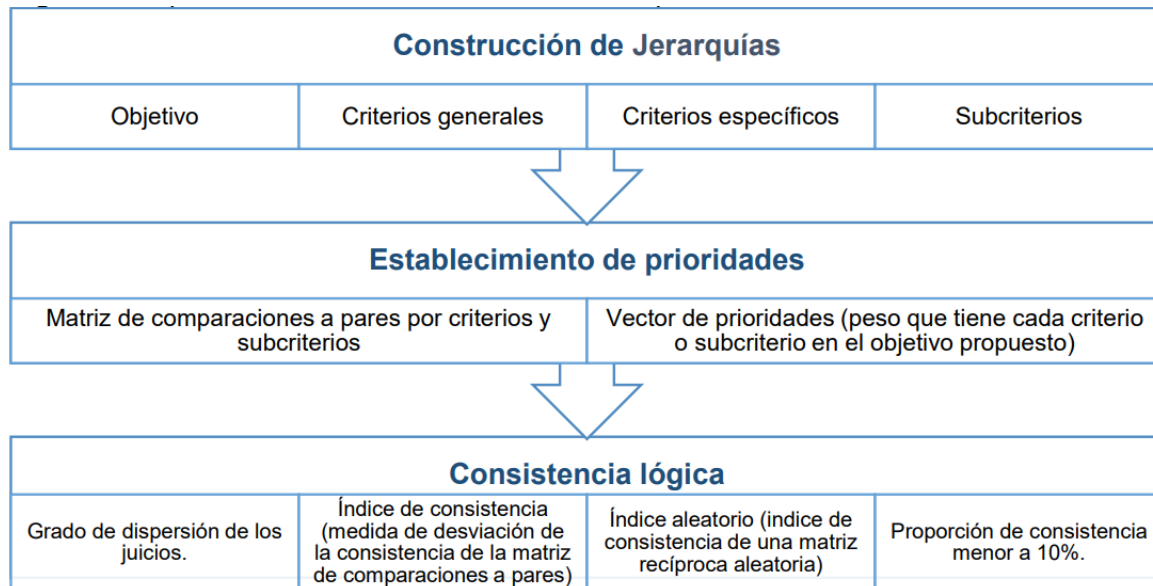 Construcción de Jerarquías
Objetivo
Criterios generales
Criterios específicos
Subcriterios
Establecimiento de prioridades
Matriz de comparaciones a pares por criterios y
subcriterios
Vector de prioridades (peso que tiene cada criterio
o subcriterio en el objetivo propuesto)
Consistencia lógica
Grado de dispersión de los
juicios.
Índice de consistencia
(medida de desviación de
la consistencia de la matriz
de comparaciones a pares)
Índice aleatorio (indice de
consistencia de una matriz
recíproca aleatoria)
Proporción de consistencia
menor a 10%.